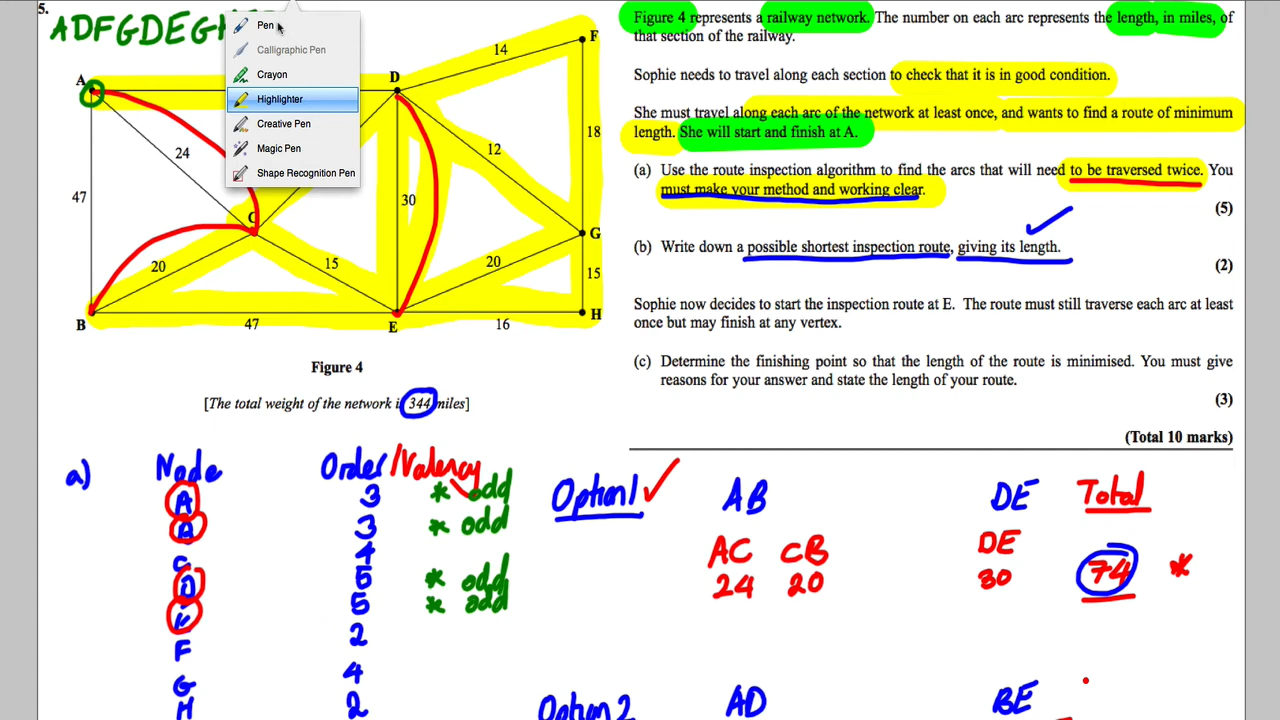 5.
ADFGDEGH
Pen
Calligraphic Pen
Crayon
Highlighter
Creative Pen
Magic Pen
Shape Recognition Pen
A
D
F
14
24
12
18
47
30
C
G
20
15
20
15
B
E
H
47
16
Figure 4
[The total weight of the network i 344 miles]
Figure 4 represents a railway network. The number on each arc represents the length, in miles, of
that section of the railway.
Sophie needs to travel along each section to check that it is in good condition.
She must travel along each arc of the network at least once, and wants to find a route of minimum
length. She will start and finish at A.
(a) Use the route inspection algorithm to find the arcs that will need to be traversed twice. You
must make your method and working clear.
(5)
(b) Write down a possible shortest inspection route, giving its length.
(2)
Sophie now decides to start the inspection route at E. The route must still traverse each arc at least
once but may finish at any vertex.
(c) Determine the finishing point so that the length of the route is minimised. You must give
reasons for your answer and state the length of your route.
(3)
(Total 10 marks)
a) Node Order/Valency
A 3 * odd
3 * odd
C 4
D 5 * odd
E 5 * odd
F 2
G 4
H 2
Option 1 AB DE Total
AC CB DE
24 20 30 74 *
Option 2 AD BE